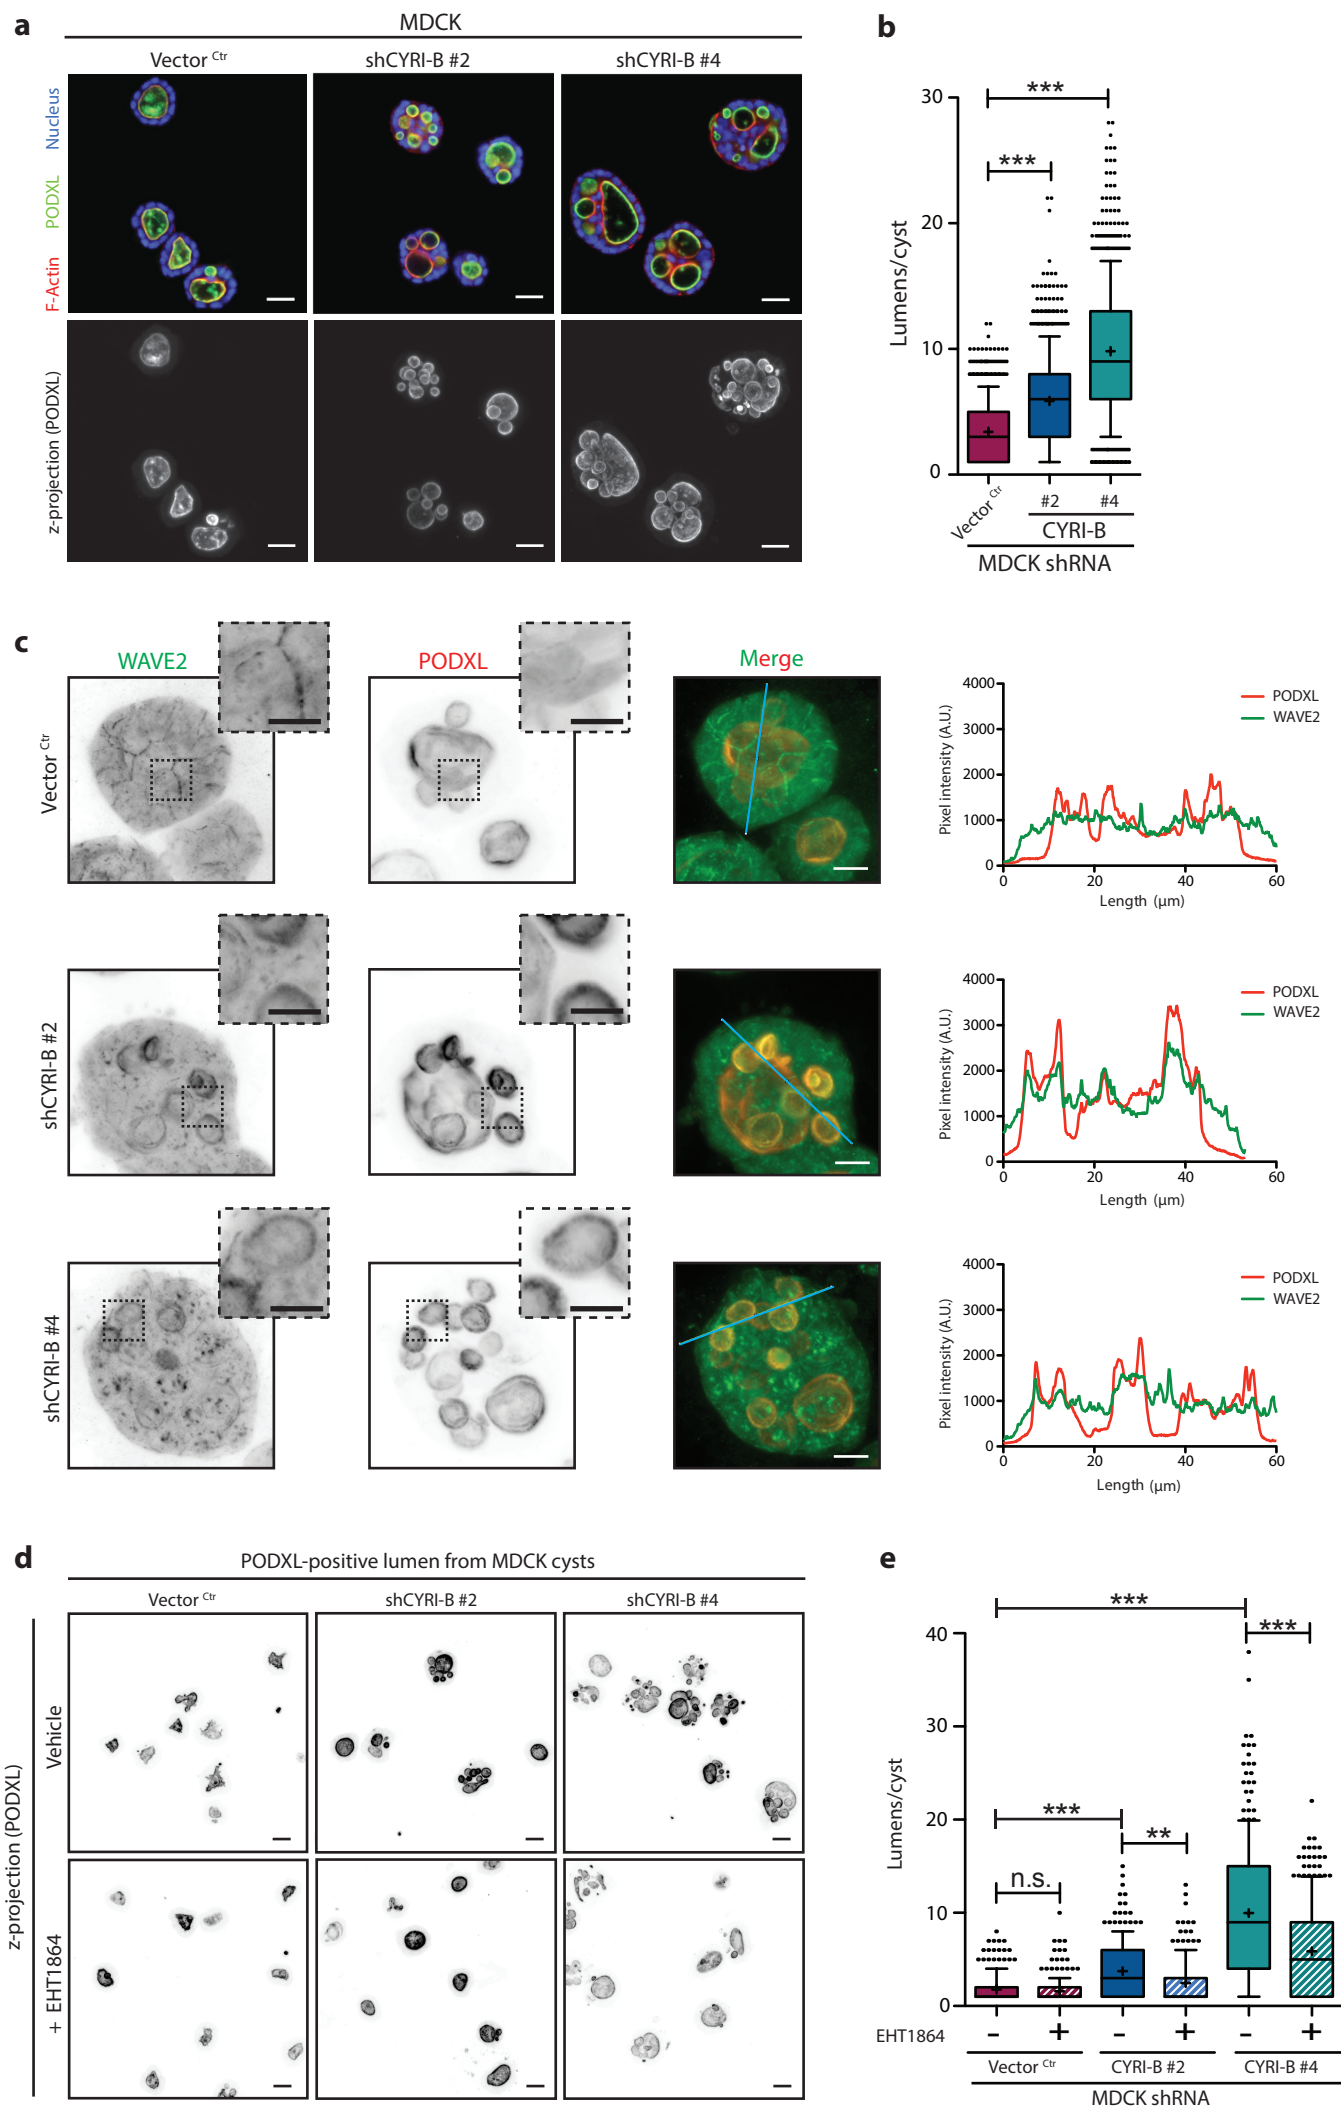 a
MDCK
Vector Ctr
shCYRI-B #2
shCYRI-B #4
F-Actin PODXL Nucleus
z-projection (PODXL)
b
Lumens/cyst
30
20
10
0
***
***
Vector Ctr
#2
#4
CYRI-B
MDCK shRNA
c
WAVE2
PODXL
Merge
Vector Ctr
Pixel intensity (A.U.)
4000
3000
2000
1000
0
0
20
40
60
Length (µm)
PODXL
WAVE2
shCYRI-B #2
Pixel intensity (A.U.)
4000
3000
2000
1000
0
0
20
40
60
Length (µm)
PODXL
WAVE2
shCYRI-B #4
Pixel intensity (A.U.)
4000
3000
2000
1000
0
0
20
40
60
Length (µm)
PODXL
WAVE2
d
PODXL-positive lumen from MDCK cysts
Vector Ctr
shCYRI-B #2
shCYRI-B #4
z-projection (PODXL)
Vehicle
+ EHT1864
e
Lumens/cyst
40
30
20
10
0
***
***
***
**
n.s.
EHT1864
– + – + – +
Vector Ctr
CYRI-B #2
CYRI-B #4
MDCK shRNA